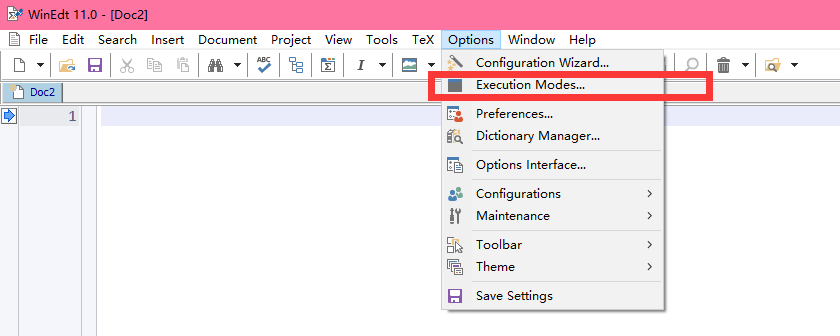 WinEdt 11.0 - [Doc2]
File Edit Search Insert Document Project View Tools TeX Options Window Help
ABC
I
Doc2
1
Configuration Wizard...
Execution Modes...
Preferences...
Dictionary Manager...
Options Interface...
Configurations
Maintenance
Toolbar
Theme
Save Settings